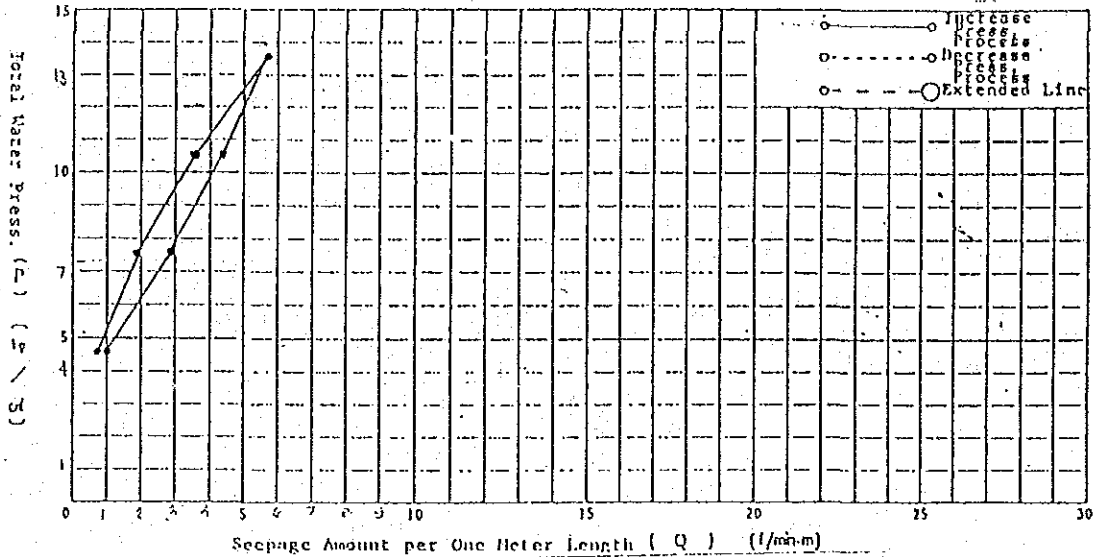 15
Increase
Press.
Process
Decrease
Press.
Process
Extended Line
13
10
7
5
4
1
Total Water Press.
0 1 2 3 4 5 6 7 8 9 10 15 20 25 30
Seepage Amount per One Meter Length ( Q ) (l/min·m)